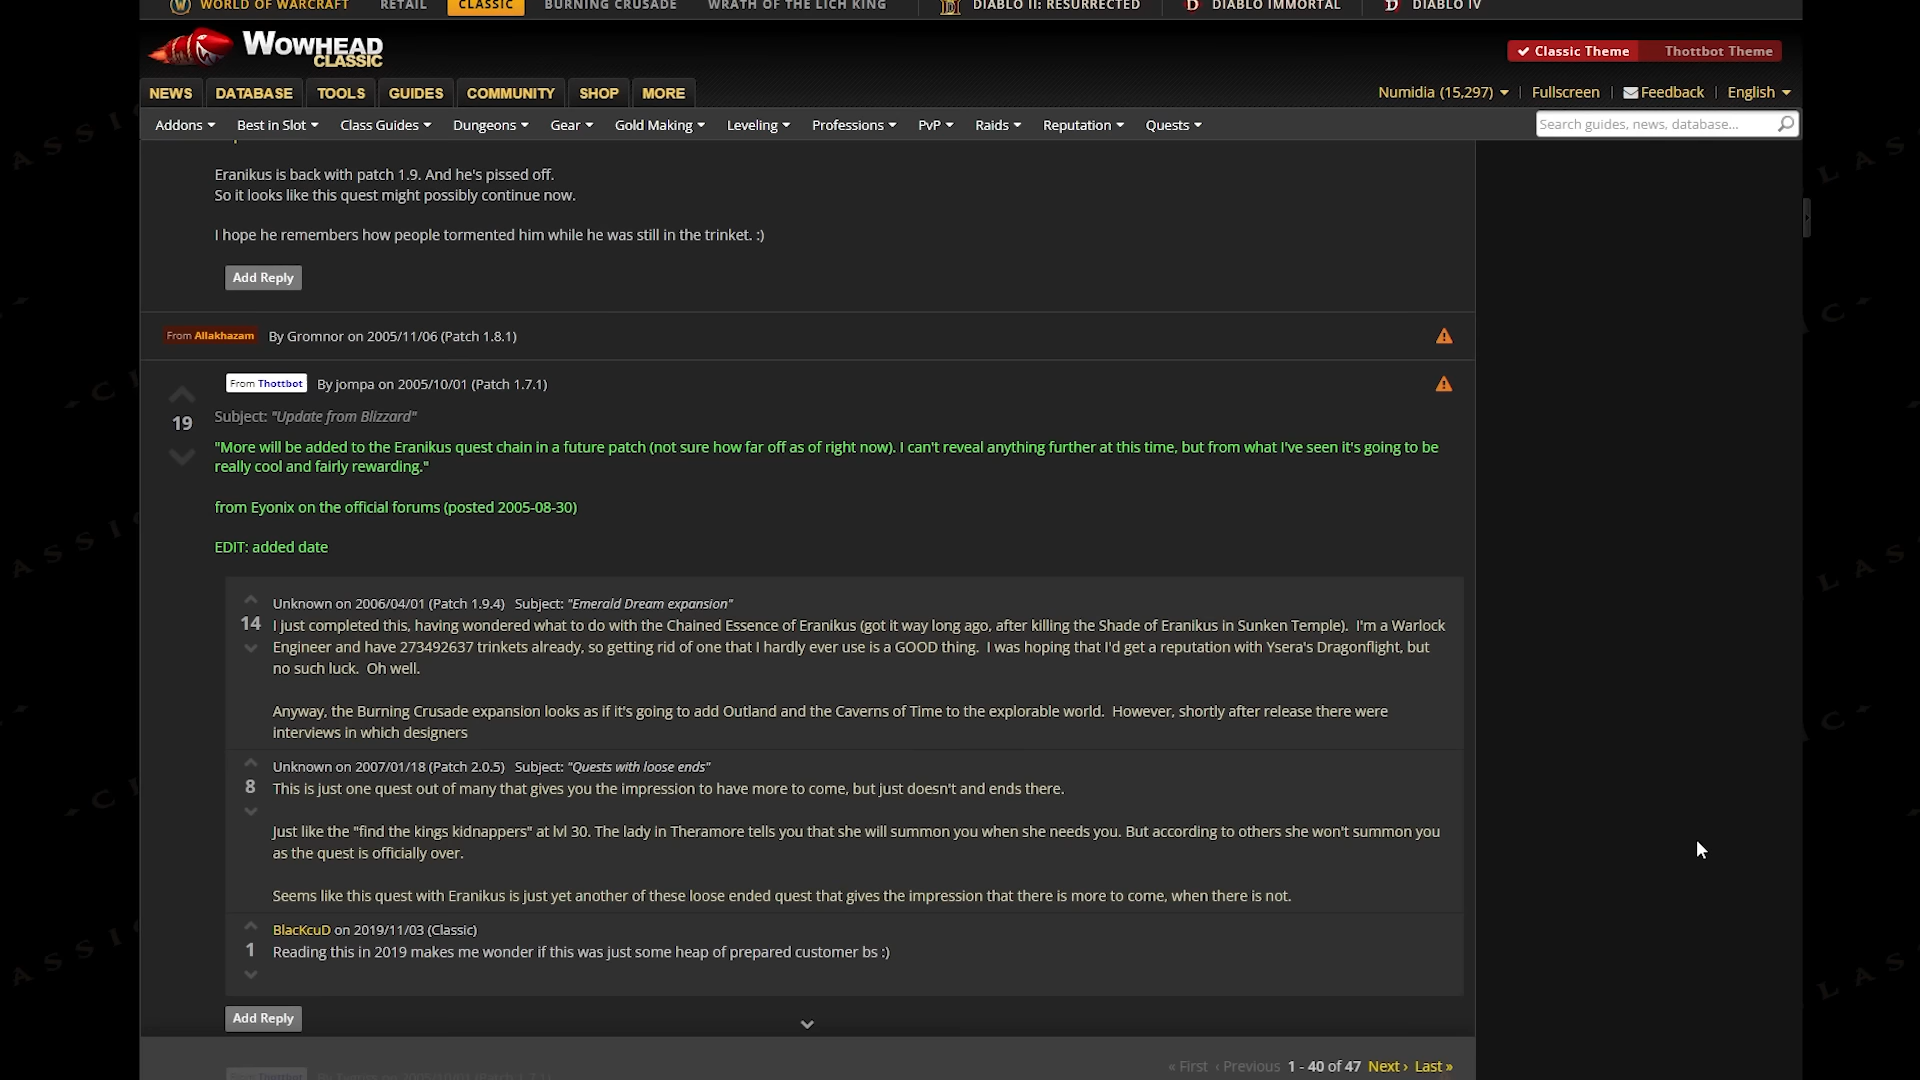 WORLD OF WARCRAFT RETAIL CLASSIC BURNING CRUSADE WRATH OF THE LICH KING DIABLO II: RESURRECTED DIABLO IMMORTAL DIABLO IV
WOWHEAD
CLASSIC
Classic Theme Thottbot Theme
NEWS DATABASE TOOLS GUIDES COMMUNITY SHOP MORE
Numidia (15,297) Fullscreen Feedback English
Addons Best in Slot Class Guides Dungeons Gear Gold Making Leveling Professions PvP Raids Reputation Quests
Search guides, news, database...
Eranikus is back with patch 1.9. And he's pissed off.
So it looks like this quest might possibly continue now.
I hope he remembers how people tormented him while he was still in the trinket. :)
Add Reply
From Allakhazam By Gromnor on 2005/11/06 (Patch 1.8.1)
From Thottbot By jompa on 2005/10/01 (Patch 1.7.1)
19
Subject: "Update from Blizzard"
"More will be added to the Eranikus quest chain in a future patch (not sure how far off as of right now). I can't reveal anything further at this time, but from what I've seen it's going to be
really cool and fairly rewarding."
from Eyonix on the official forums (posted 2005-08-30)
EDIT: added date
Unknown on 2006/04/01 (Patch 1.9.4) Subject: "Emerald Dream expansion"
14
I just completed this, having wondered what to do with the Chained Essence of Eranikus (got it way long ago, after killing the Shade of Eranikus in Sunken Temple). I'm a Warlock
Engineer and have 273492637 trinkets already, so getting rid of one that I hardly ever use is a GOOD thing. I was hoping that I'd get a reputation with Ysera's Dragonflight, but
no such luck. Oh well.
Anyway, the Burning Crusade expansion looks as if it's going to add Outland and the Caverns of Time to the explorable world. However, shortly after release there were
interviews in which designers
Unknown on 2007/01/18 (Patch 2.0.5) Subject: "Quests with loose ends"
8
This is just one quest out of many that gives you the impression to have more to come, but just doesn't and ends there.
Just like the "find the kings kidnappers" at lvl 30. The lady in Theramore tells you that she will summon you when she needs you. But according to others she won't summon you
as the quest is officially over.
Seems like this quest with Eranikus is just yet another of these loose ended quest that gives the impression that there is more to come, when there is not.
BlacKcuD on 2019/11/03 (Classic)
1
Reading this in 2019 makes me wonder if this was just some heap of prepared customer bs :)
Add Reply
« First ‹ Previous 1 - 40 of 47 Next › Last »